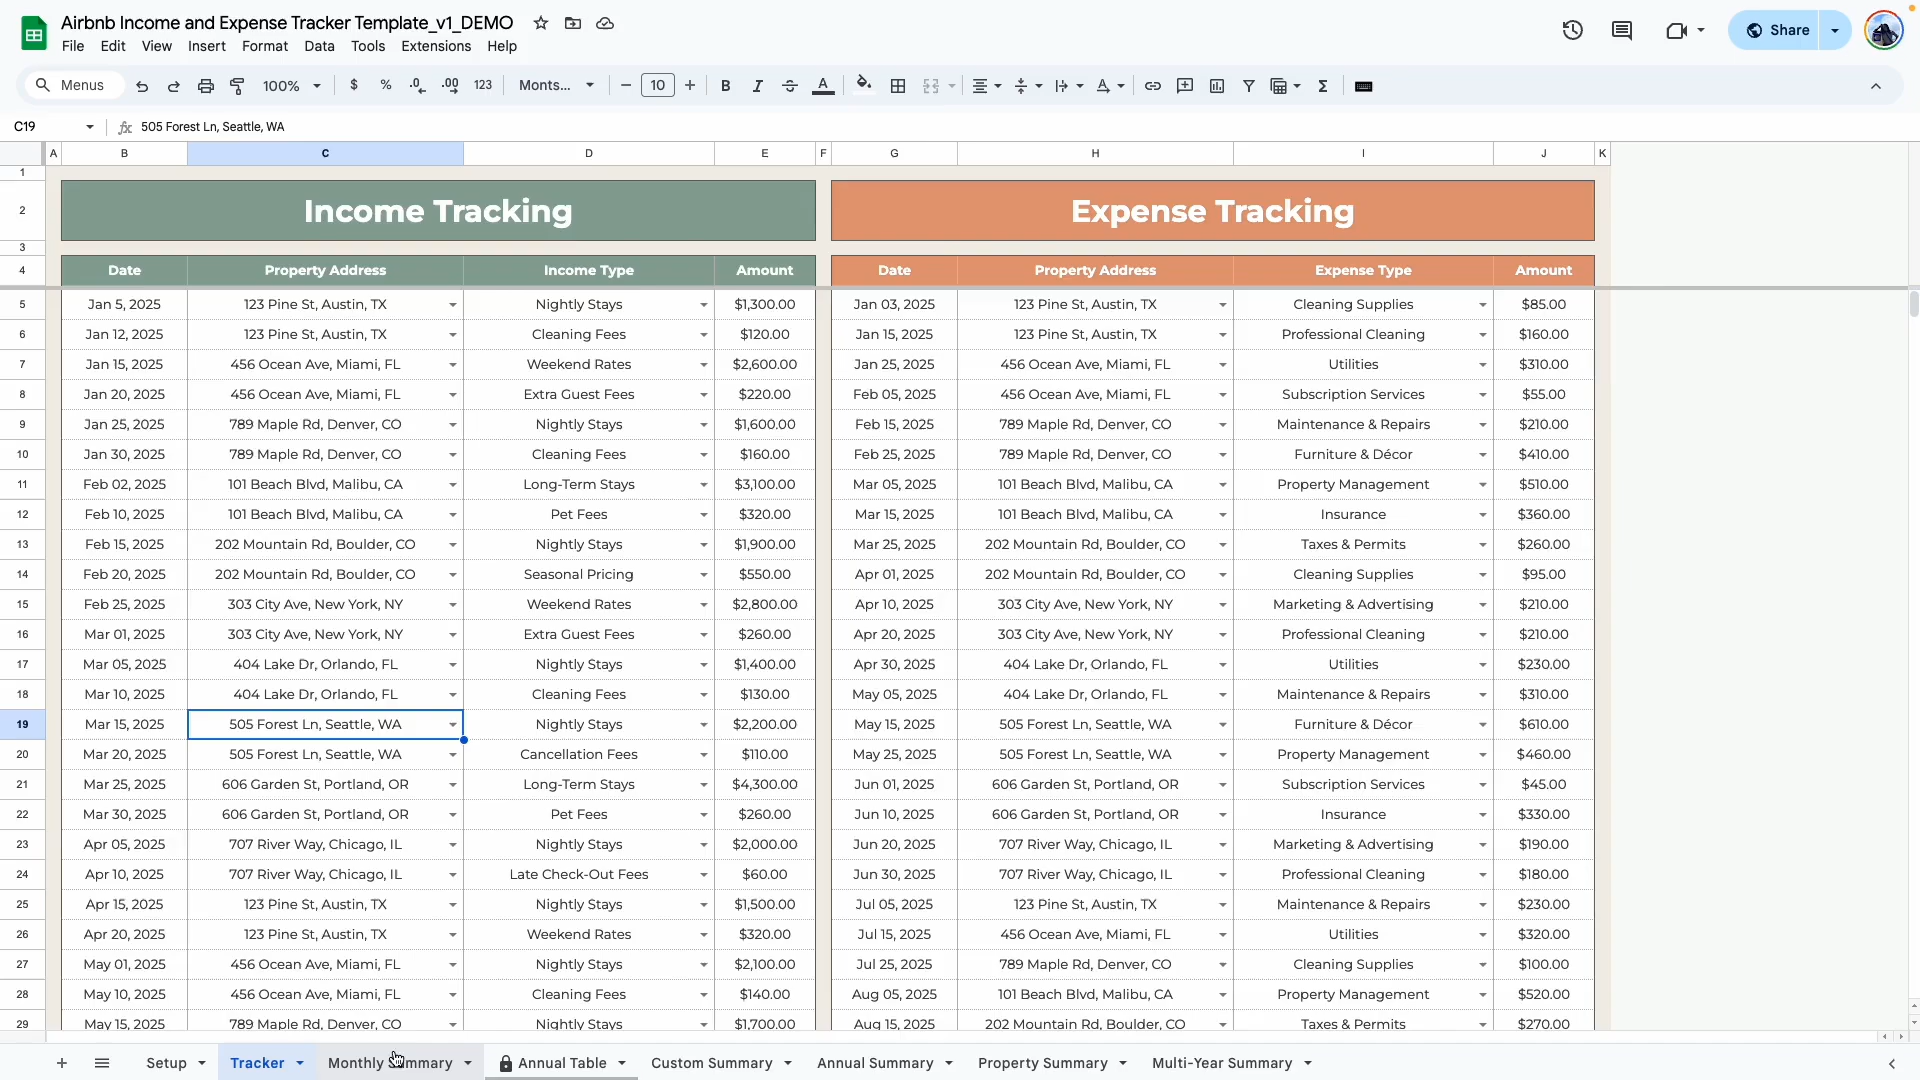 Airbnb Income and Expense Tracker Template_v1_DEMO
File Edit View Insert Format Data Tools Extensions Help
Share
Menus 100% $ % .0 .00 123 Monts... 10 B I A
C19 fx 505 Forest Ln, Seattle, WA
A B C D E F G H I J K
1
2 Income Tracking Expense Tracking
3
4 Date Property Address Income Type Amount Date Property Address Expense Type Amount
5 Jan 5, 2025 123 Pine St, Austin, TX Nightly Stays $1,300.00 Jan 03, 2025 123 Pine St, Austin, TX Cleaning Supplies $85.00
6 Jan 12, 2025 123 Pine St, Austin, TX Cleaning Fees $120.00 Jan 15, 2025 123 Pine St, Austin, TX Professional Cleaning $160.00
7 Jan 15, 2025 456 Ocean Ave, Miami, FL Weekend Rates $2,600.00 Jan 25, 2025 456 Ocean Ave, Miami, FL Utilities $310.00
8 Jan 20, 2025 456 Ocean Ave, Miami, FL Extra Guest Fees $220.00 Feb 05, 2025 456 Ocean Ave, Miami, FL Subscription Services $55.00
9 Jan 25, 2025 789 Maple Rd, Denver, CO Nightly Stays $1,600.00 Feb 15, 2025 789 Maple Rd, Denver, CO Maintenance & Repairs $210.00
10 Jan 30, 2025 789 Maple Rd, Denver, CO Cleaning Fees $160.00 Feb 25, 2025 789 Maple Rd, Denver, CO Furniture & Décor $410.00
11 Feb 02, 2025 101 Beach Blvd, Malibu, CA Long-Term Stays $3,100.00 Mar 05, 2025 101 Beach Blvd, Malibu, CA Property Management $510.00
12 Feb 10, 2025 101 Beach Blvd, Malibu, CA Pet Fees $320.00 Mar 15, 2025 101 Beach Blvd, Malibu, CA Insurance $360.00
13 Feb 15, 2025 202 Mountain Rd, Boulder, CO Nightly Stays $1,900.00 Mar 25, 2025 202 Mountain Rd, Boulder, CO Taxes & Permits $260.00
14 Feb 20, 2025 202 Mountain Rd, Boulder, CO Seasonal Pricing $550.00 Apr 01, 2025 202 Mountain Rd, Boulder, CO Cleaning Supplies $95.00
15 Feb 25, 2025 303 City Ave, New York, NY Weekend Rates $2,800.00 Apr 10, 2025 303 City Ave, New York, NY Marketing & Advertising $210.00
16 Mar 01, 2025 303 City Ave, New York, NY Extra Guest Fees $260.00 Apr 20, 2025 303 City Ave, New York, NY Professional Cleaning $210.00
17 Mar 05, 2025 404 Lake Dr, Orlando, FL Nightly Stays $1,400.00 Apr 30, 2025 404 Lake Dr, Orlando, FL Utilities $230.00
18 Mar 10, 2025 404 Lake Dr, Orlando, FL Cleaning Fees $130.00 May 05, 2025 404 Lake Dr, Orlando, FL Maintenance & Repairs $310.00
19 Mar 15, 2025 505 Forest Ln, Seattle, WA Nightly Stays $2,200.00 May 15, 2025 505 Forest Ln, Seattle, WA Furniture & Décor $610.00
20 Mar 20, 2025 505 Forest Ln, Seattle, WA Cancellation Fees $110.00 May 25, 2025 505 Forest Ln, Seattle, WA Property Management $460.00
21 Mar 25, 2025 606 Garden St, Portland, OR Long-Term Stays $4,300.00 Jun 01, 2025 606 Garden St, Portland, OR Subscription Services $45.00
22 Mar 30, 2025 606 Garden St, Portland, OR Pet Fees $260.00 Jun 10, 2025 606 Garden St, Portland, OR Insurance $330.00
23 Apr 05, 2025 707 River Way, Chicago, IL Nightly Stays $2,000.00 Jun 20, 2025 707 River Way, Chicago, IL Marketing & Advertising $190.00
24 Apr 10, 2025 707 River Way, Chicago, IL Late Check-Out Fees $60.00 Jun 30, 2025 707 River Way, Chicago, IL Professional Cleaning $180.00
25 Apr 15, 2025 123 Pine St, Austin, TX Nightly Stays $1,500.00 Jul 05, 2025 123 Pine St, Austin, TX Maintenance & Repairs $230.00
26 Apr 20, 2025 123 Pine St, Austin, TX Weekend Rates $320.00 Jul 15, 2025 456 Ocean Ave, Miami, FL Utilities $320.00
27 May 01, 2025 456 Ocean Ave, Miami, FL Nightly Stays $2,100.00 Jul 25, 2025 789 Maple Rd, Denver, CO Cleaning Supplies $100.00
28 May 10, 2025 456 Ocean Ave, Miami, FL Cleaning Fees $140.00 Aug 05, 2025 101 Beach Blvd, Malibu, CA Property Management $520.00
29 May 15, 2025 789 Maple Rd, Denver, CO Nightly Stays $1,700.00 Aug 15, 2025 202 Mountain Rd, Boulder, CO Taxes & Permits $270.00
Setup Tracker Monthly Summary Annual Table Custom Summary Annual Summary Property Summary Multi-Year Summary